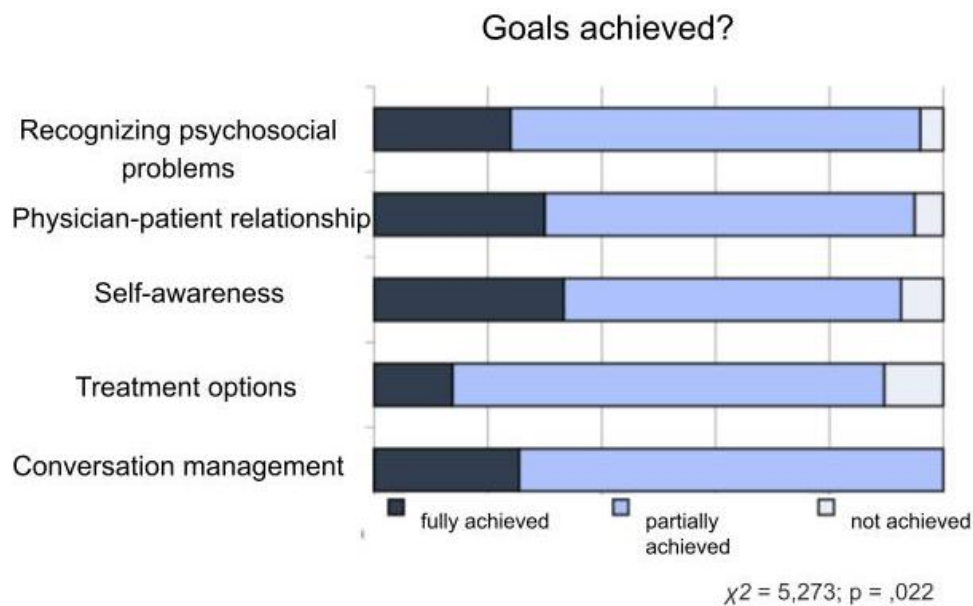 Goals achieved?
Recognizing psychosocial
problems
Physician-patient relationship
Self-awareness
Treatment options
Conversation management
fully achieved
partially
achieved
not achieved
χ2 = 5,273; p = ,022